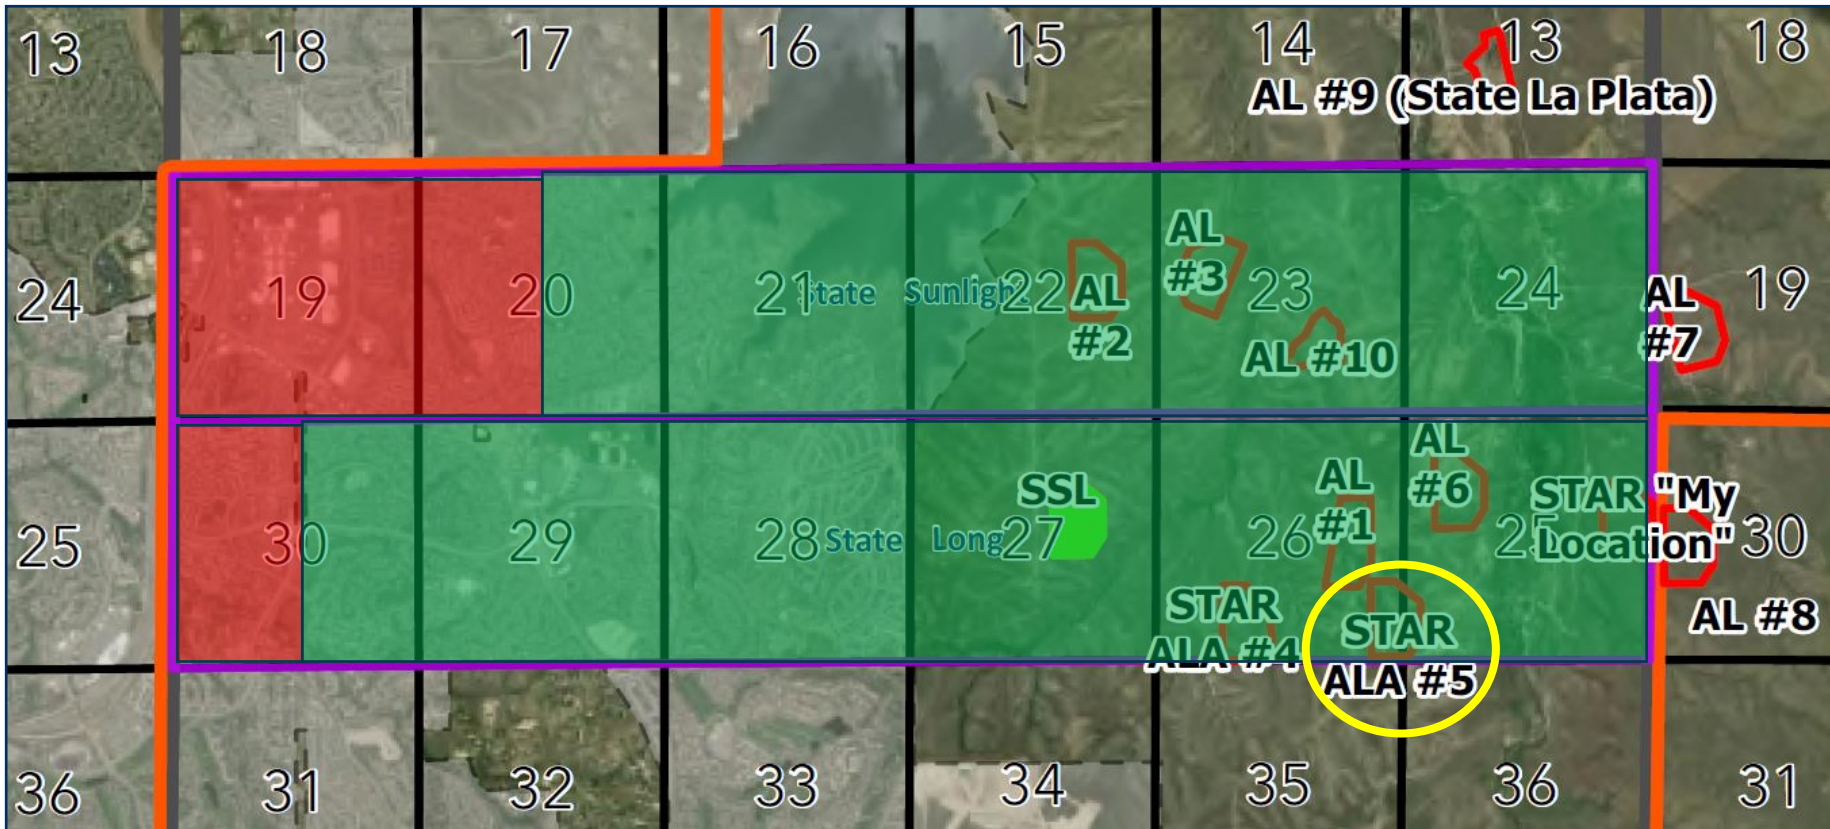 13 18 17 16 15 14 13 18
AL #9 (State La Plata)
24 19 20 21 State Sunlight 22 23 24 19
AL
#2
AL
#3
AL #10
AL
#7
25 30 29 28 State Long 27 26 25 30
SSL
AL
#1
AL
#6
STAR "My
Location"
AL #8
STAR
ALA #4
STAR
ALA #5
36 31 32 33 34 35 36 31